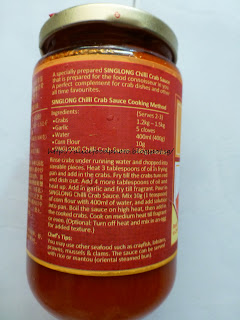 A specially prepared SINGLONG Chilli Crab Sauce
that is prepared for the food connoisseur in you.
A perfect complement for crab dishes and other
all time favourites.
SINGLONG Chilli Crab Sauce Cooking Method
Ingredients: [Serves 2-3]
•Crabs 1.2kg - 1.5kg
•Garlic 5 cloves
•Water 400ml (400g)
•Corn Flour 10g
•SINGLONG Chilli Crab Sauce
Rinse crabs under running water and chopped into
sizeable pieces. Heat 3 tablespoons of oil in frying
pan and add in the crabs. Fry till the crabs turn red
and dish out. Add 4 more tablespoons of oil and
heat up. Add in garlic and fry till fragrant. Pour in
SINGLONG Chilli Crab Sauce. Mix 10g (1 teaspoon)
of corn flour with 400ml of water, and add solution
into pan. Boil the sauce on high heat, then add in
the cooked crabs. Cook on medium heat till fragrant
or
(Optional: Turn off heat and mix in an egg
for added texture.)
Chef's Tips:
You may use other seafood such as crayfish, lobsters,
prawns, mussels & clams. The sauce can be served
with rice or mantou (oriental steamed bun).